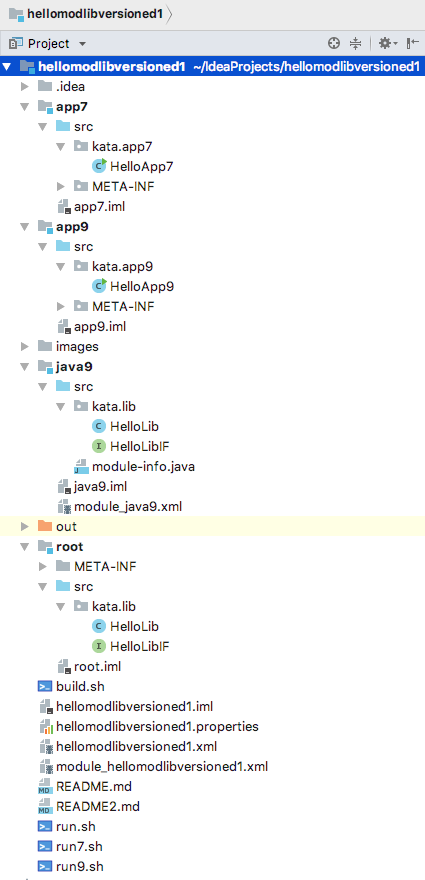 hellomodlibversioned1
Project
hellomodlibversioned1 ~/IdeaProjects/hellomodlibversioned1
.idea
app7
src
kata.app7
HelloApp7
META-INF
app7.iml
app9
src
kata.app9
HelloApp9
META-INF
app9.iml
images
java9
src
kata.lib
HelloLib
HelloLibIF
module-info.java
java9.iml
module_java9.xml
out
root
META-INF
src
kata.lib
HelloLib
HelloLibIF
root.iml
build.sh
hellomodlibversioned1.iml
hellomodlibversioned1.properties
hellomodlibversioned1.xml
module_hellomodlibversioned1.xml
README.md
README2.md
run.sh
run7.sh
run9.sh